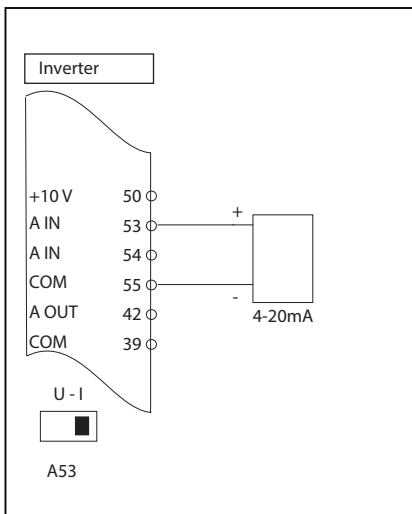 Inverter
+10 V 50
A IN 53 +
A IN 54
COM 55 -
A OUT 42 4-20mA
COM 39
U - I
A53